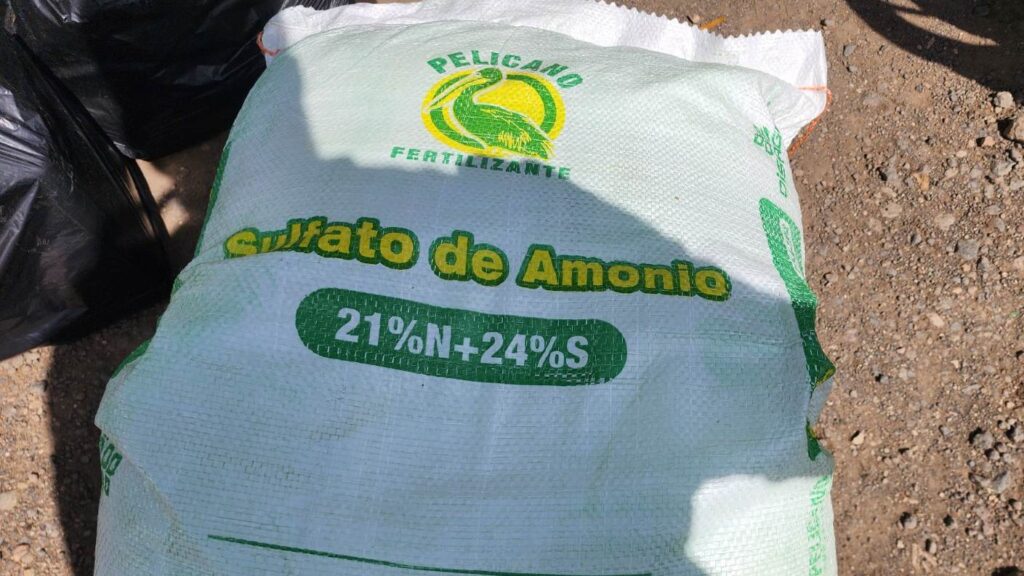 PELICANO
FERTILIZANTE
Sulfato de Amonio
21%N+24%S